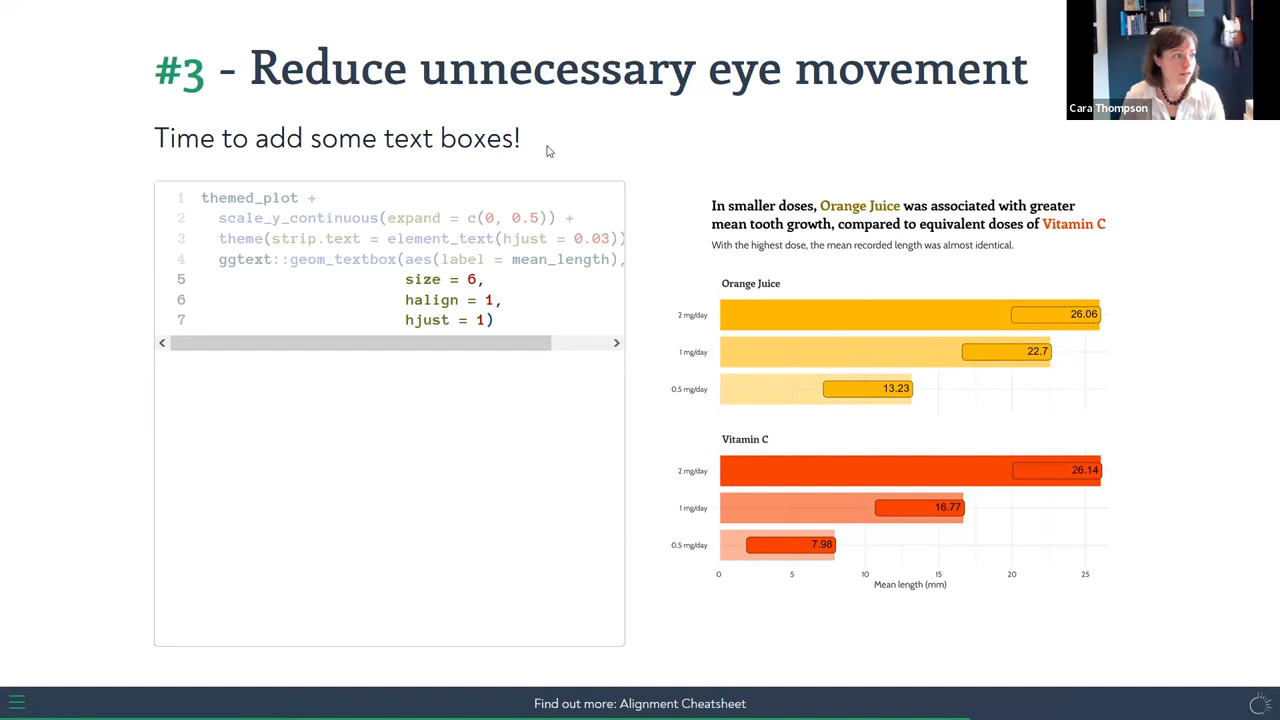 #3 - Reduce unnecessary eye movement
Cara Thompson
Time to add some text boxes!
1 themed_plot +
2 scale_y_continuous(expand = c(0, 0.5)) +
3 theme(strip.text = element_text(hjust = 0.03))
4 ggtext::geom_textbox(aes(label = mean_length),
5 size = 6,
6 halign = 1,
7 hjust = 1)
In smaller doses, Orange Juice was associated with greater
mean tooth growth, compared to equivalent doses of Vitamin C
With the highest dose, the mean recorded length was almost identical.
Orange Juice
2 mg/day 26.06
1 mg/day 22.7
0.5 mg/day 13.23
Vitamin C
2 mg/day 26.14
1 mg/day 16.77
0.5 mg/day 7.98
0 5 10 15 20 25
Mean length (mm)
Find out more: Alignment Cheatsheet